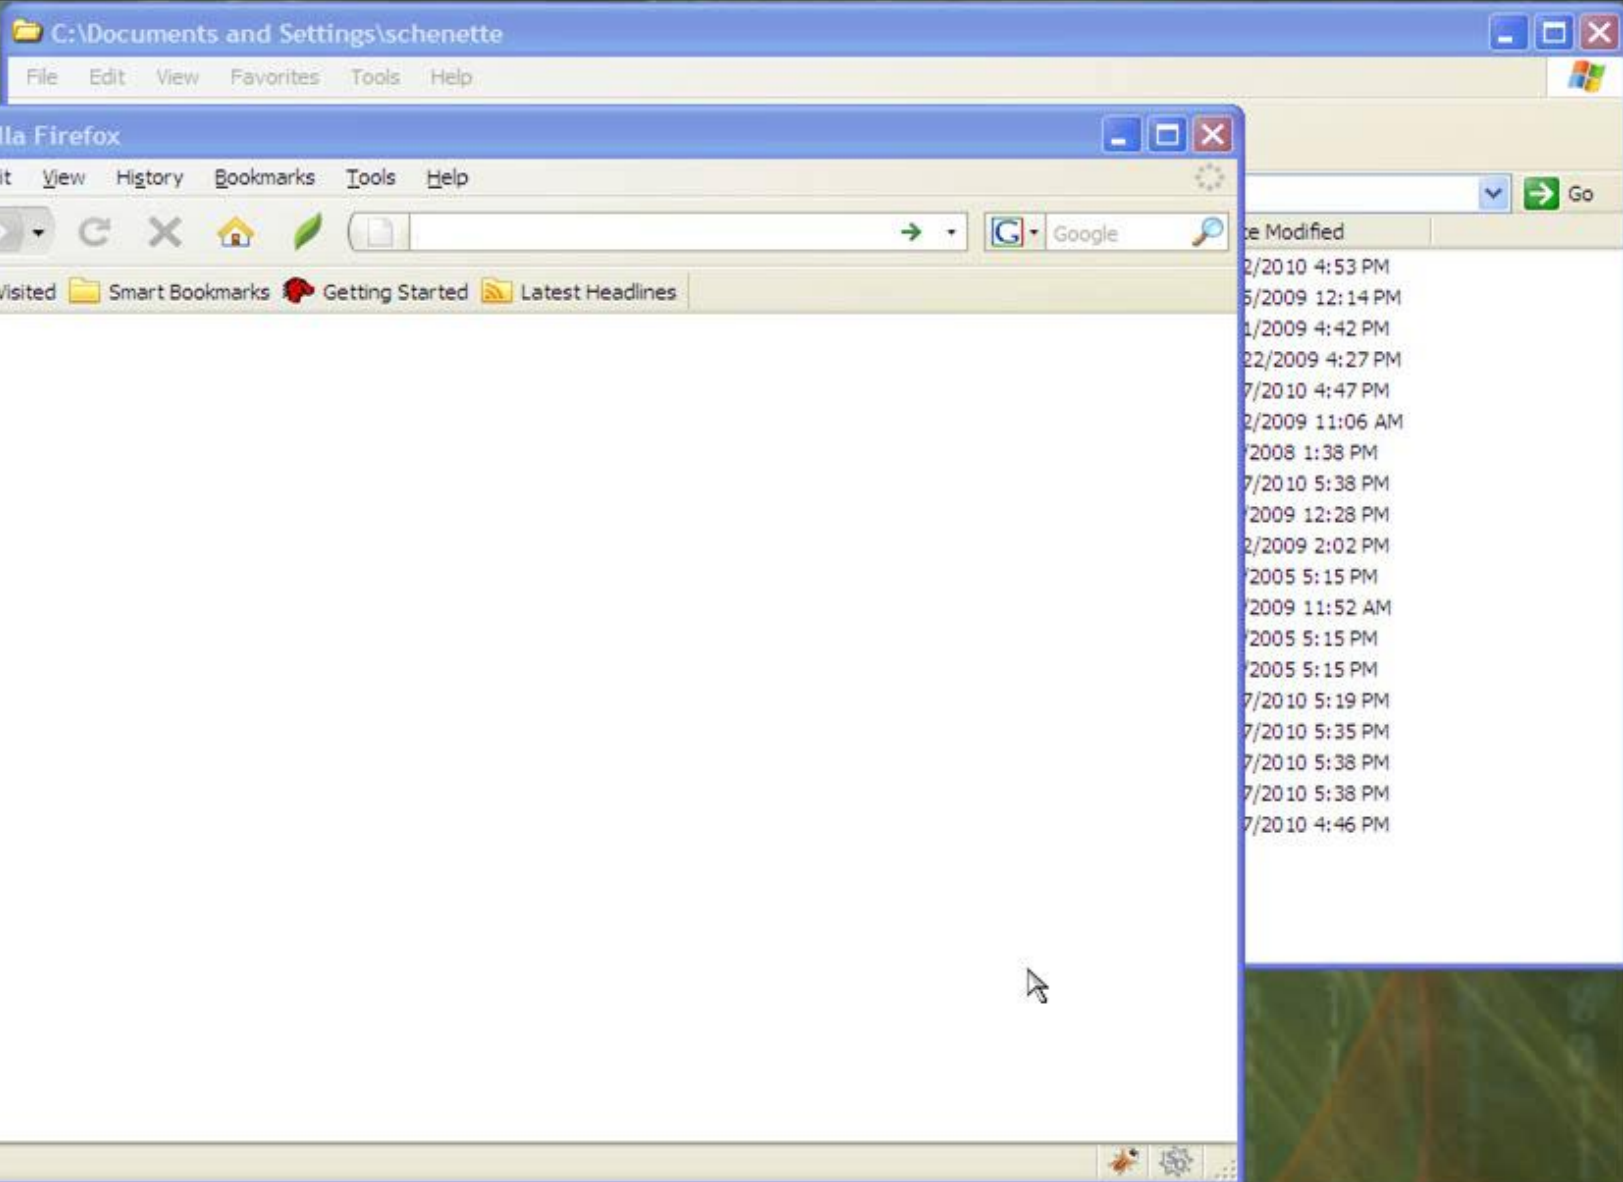 C:\Documents and Settings\schenette
File Edit View Favorites Tools Help
lla Firefox
it View History Bookmarks Tools Help
Go
Google
te Modified
Visited Smart Bookmarks Getting Started Latest Headlines
2/2010 4:53 PM
5/2009 12:14 PM
1/2009 4:42 PM
22/2009 4:27 PM
7/2010 4:47 PM
2/2009 11:06 AM
/2008 1:38 PM
7/2010 5:38 PM
/2009 12:28 PM
2/2009 2:02 PM
/2005 5:15 PM
/2009 11:52 AM
/2005 5:15 PM
/2005 5:15 PM
7/2010 5:19 PM
7/2010 5:35 PM
7/2010 5:38 PM
7/2010 5:38 PM
7/2010 4:46 PM